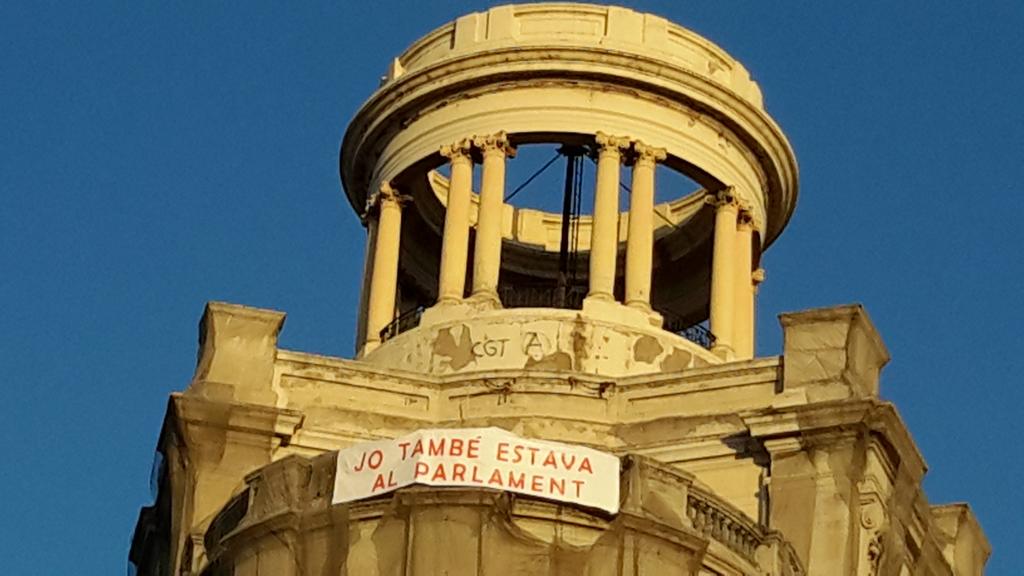 CGT A
JO TAMBÉ ESTAVA
AL PARLAMENT